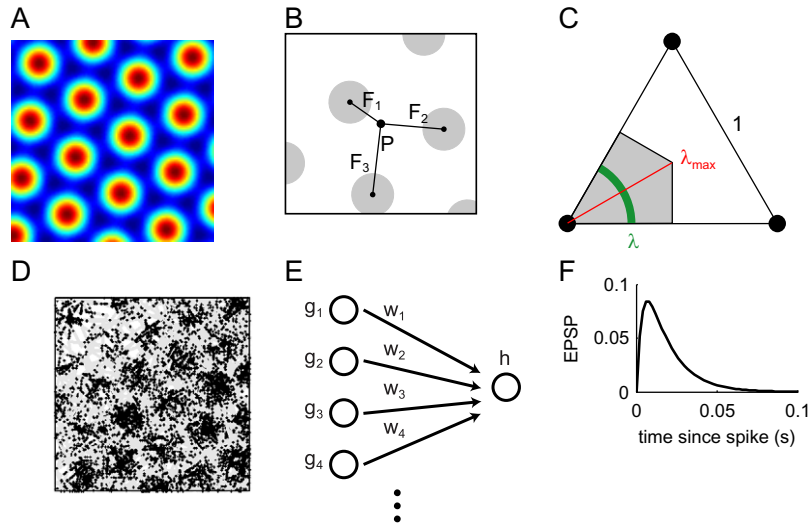 A
B
C
F₁
F₂
P
F₃
1
λmax
λ
D
E
F
g₁
w₁
g₂
w₂
h
g₃
w₃
g₄
w₄
0.1
0.05
0
EPSP
0
0.05
0.1
time since spike (s)